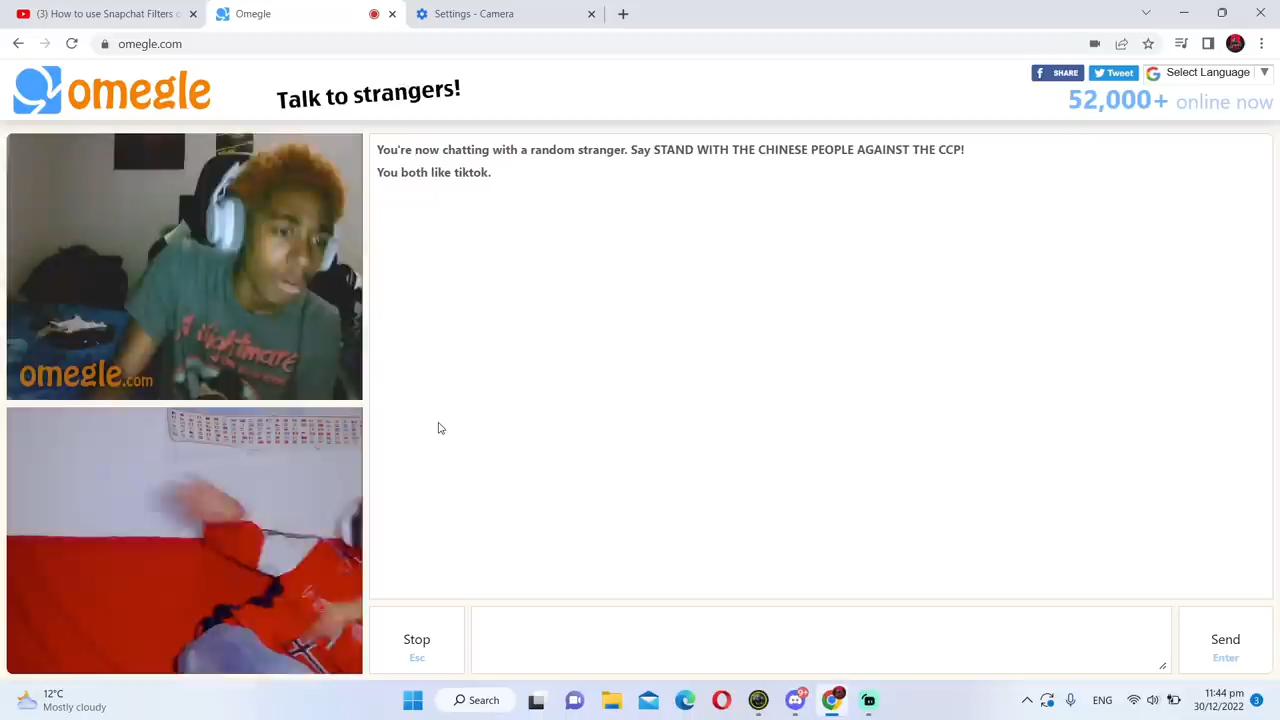 (3) How to use Snapchat Filters o
Omegle
Settings - Camera
omegle.com
omegle
Talk to strangers!
SHARE
Tweet
Select Language
52,000+ online now
You're now chatting with a random stranger. Say STAND WITH THE CHINESE PEOPLE AGAINST THE CCP!
You both like tiktok.
Nightmare
omegle.com
Stop
Esc
Send
Enter
12°C
Mostly cloudy
Search
9+
ENG
11:44 pm
30/12/2022
3